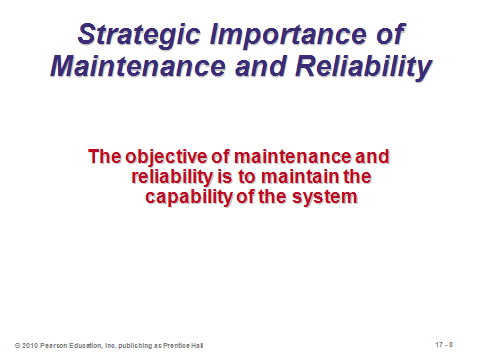 Strategic Importance of
Maintenance and Reliability
The objective of maintenance and
reliability is to maintain the
capability of the system
© 2010 Pearson Education, Inc. publishing as Prentice Hall
17 - 8